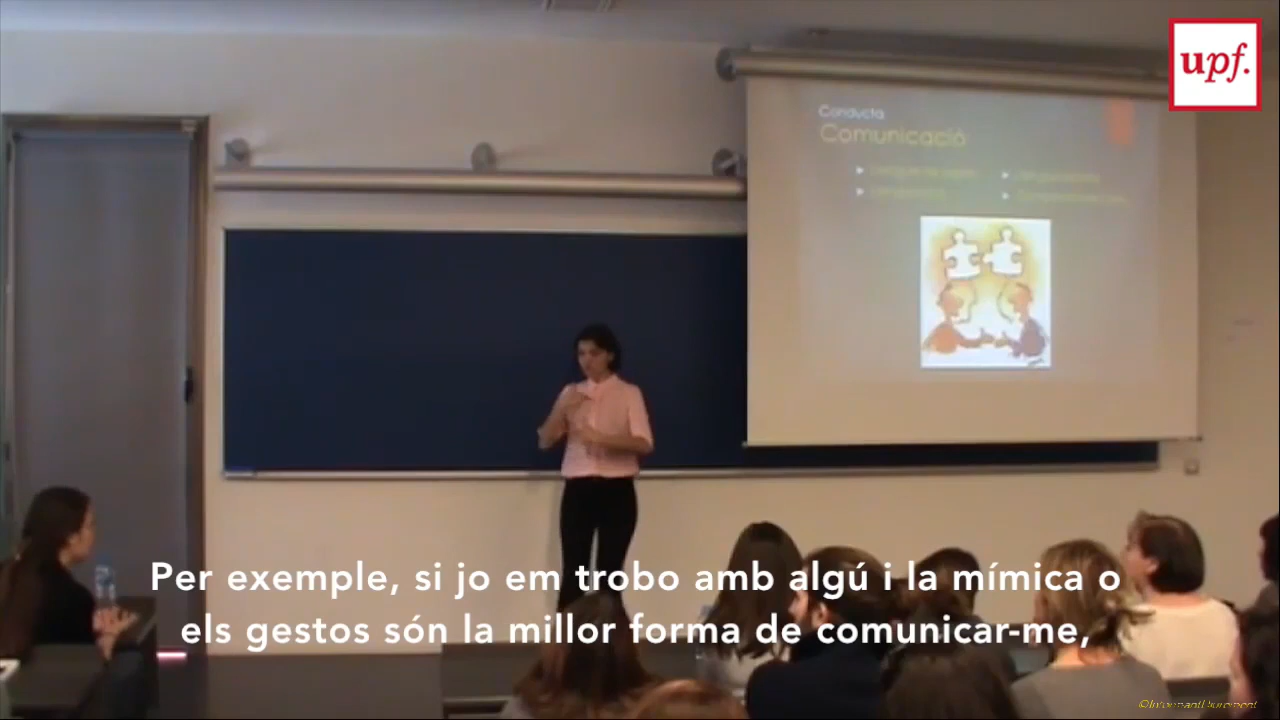 upf.
Conducta
Comunicació
Per exemple, si jo em trobo amb algú i la mímica o
els gestos són la millor forma de comunicar-me,